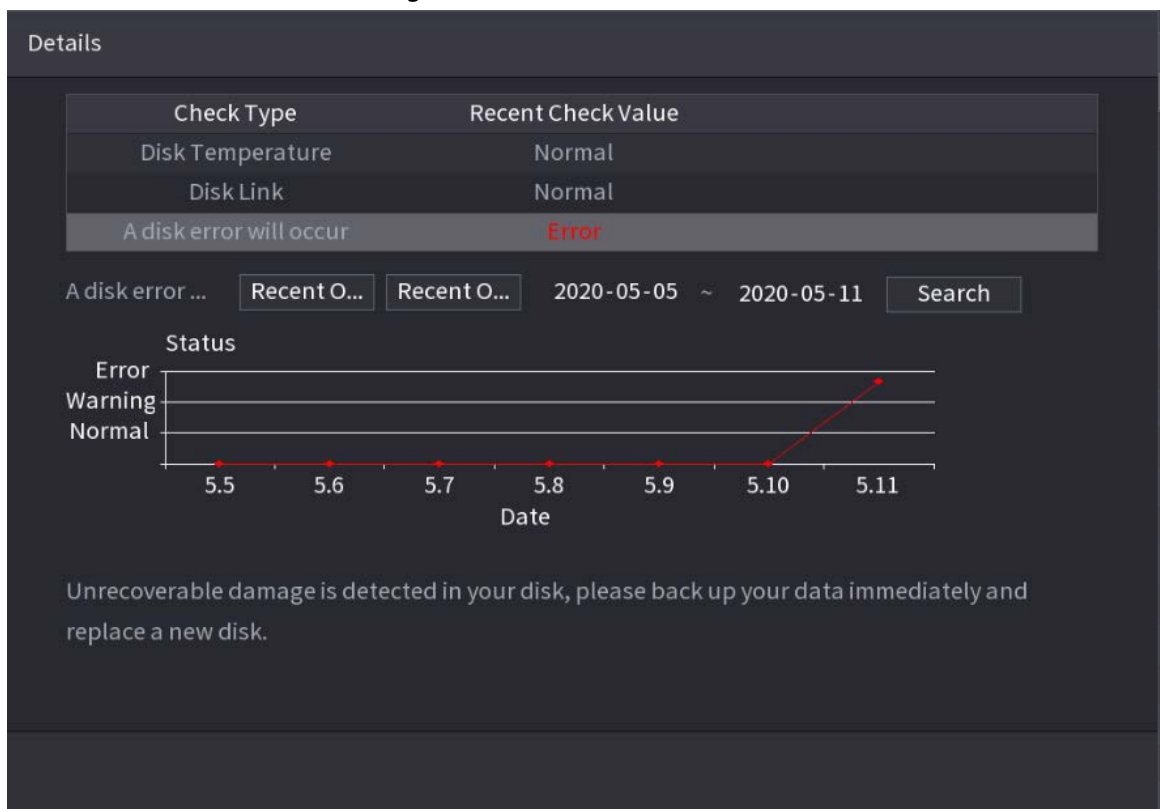 Details
Check Type Recent Check Value
Disk Temperature Normal
Disk Link Normal
A disk error will occur Error
A disk error ... Recent O... Recent O... 2020-05-05 ~ 2020-05-11 Search
Status
Error
Warning
Normal
5.5 5.6 5.7 5.8 5.9 5.10 5.11
Date
Unrecoverable damage is detected in your disk, please back up your data immediately and
replace a new disk.